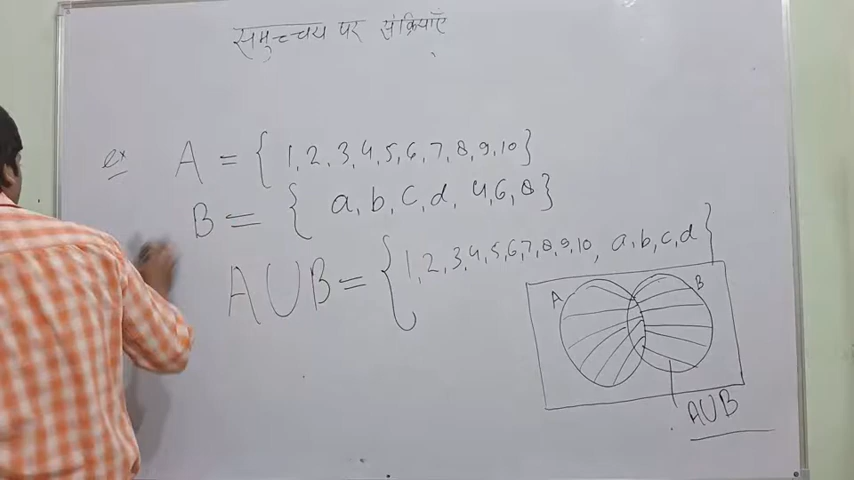 समुच्चय पर संक्रियाएँ
ex A = { 1, 2, 3, 4, 5, 6, 7, 8, 9, 10 }
B = { a, b, c, d, 4, 6, 8 }
A U B = { 1, 2, 3, 4, 5, 6, 7, 8, 9, 10, a, b, c, d }
A B
A U B